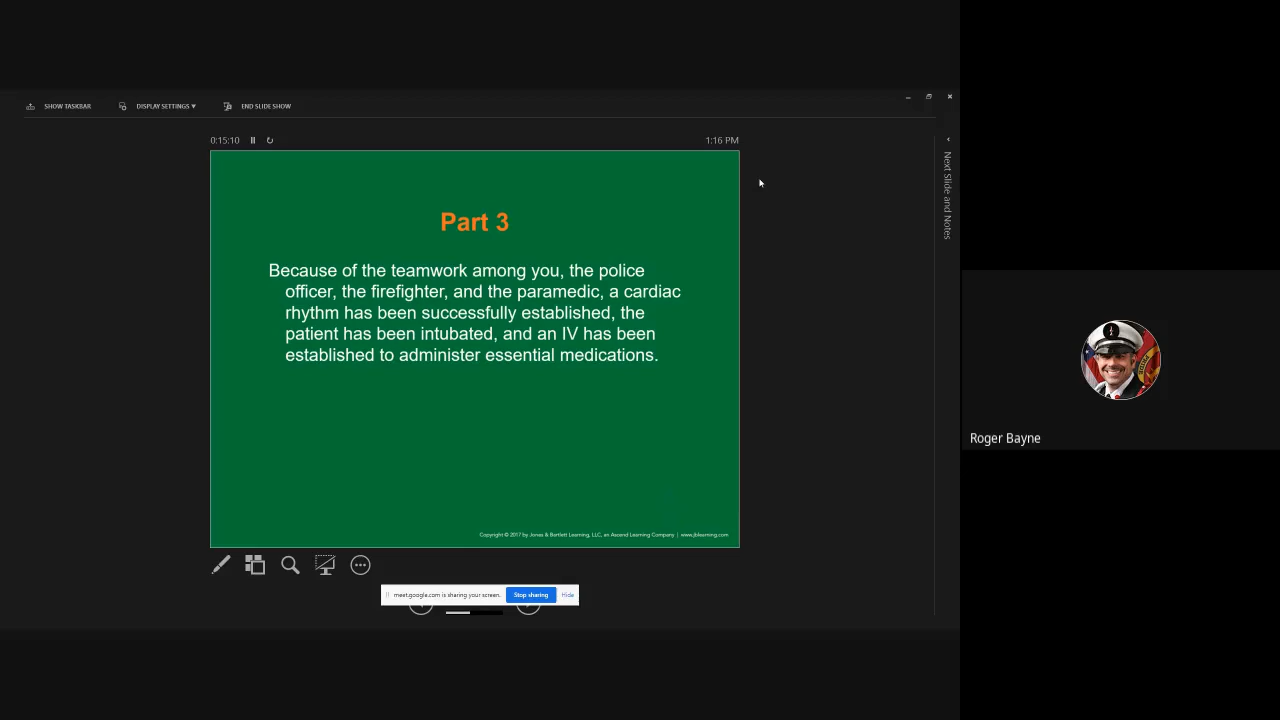 SHOW TASKBAR
DISPLAY SETTINGS ▼
END SLIDE SHOW
0:15:10
1:16 PM
Next Slide and Notes
Part 3
Because of the teamwork among you, the police
officer, the firefighter, and the paramedic, a cardiac
rhythm has been successfully established, the
patient has been intubated, and an IV has been
established to administer essential medications.
Copyright © 2017 by Jones & Bartlett Learning, LLC, an Ascend Learning Company | www.jblearning.com
meet.google.com is sharing your screen.
Stop sharing
Hide
Roger Bayne